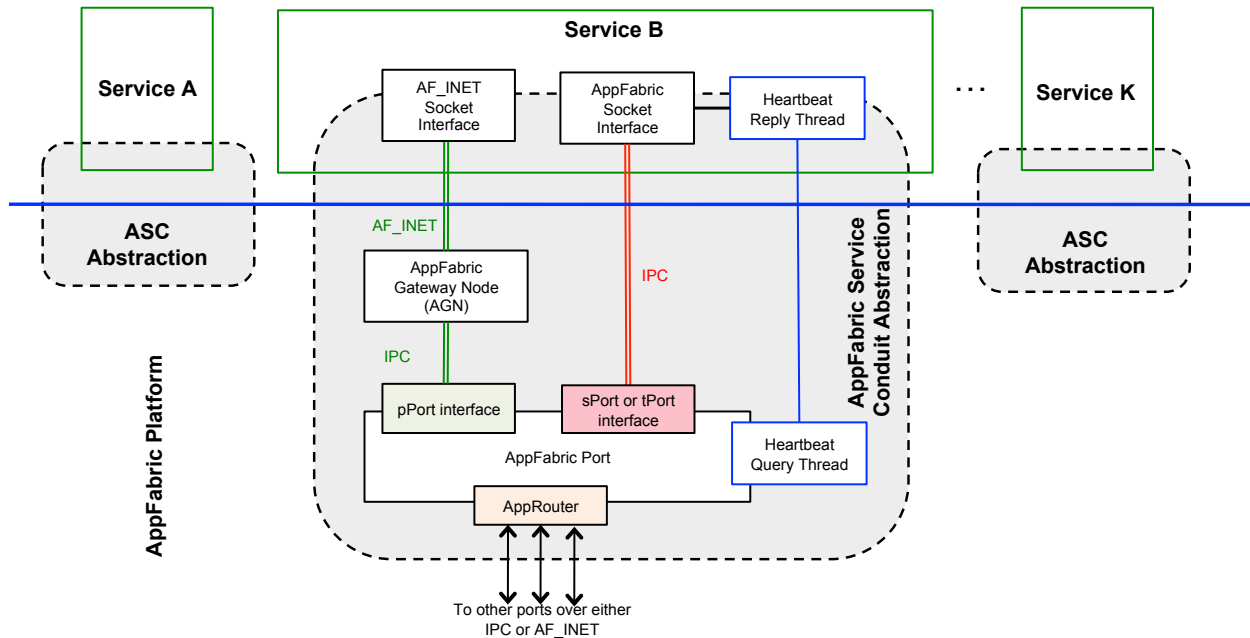 Service B
Service A
AF_INET
Socket
Interface
AppFabric
Socket
Interface
Heartbeat
Reply Thread
...
Service K
ASC
Abstraction
AF_INET
AppFabric
Gateway Node
(AGN)
IPC
IPC
AppFabric Service
Conduit Abstraction
ASC
Abstraction
AppFabric Platform
pPort interface
sPort or tPort
interface
AppFabric Port
Heartbeat
Query Thread
AppRouter
To other ports over either
IPC or AF_INET